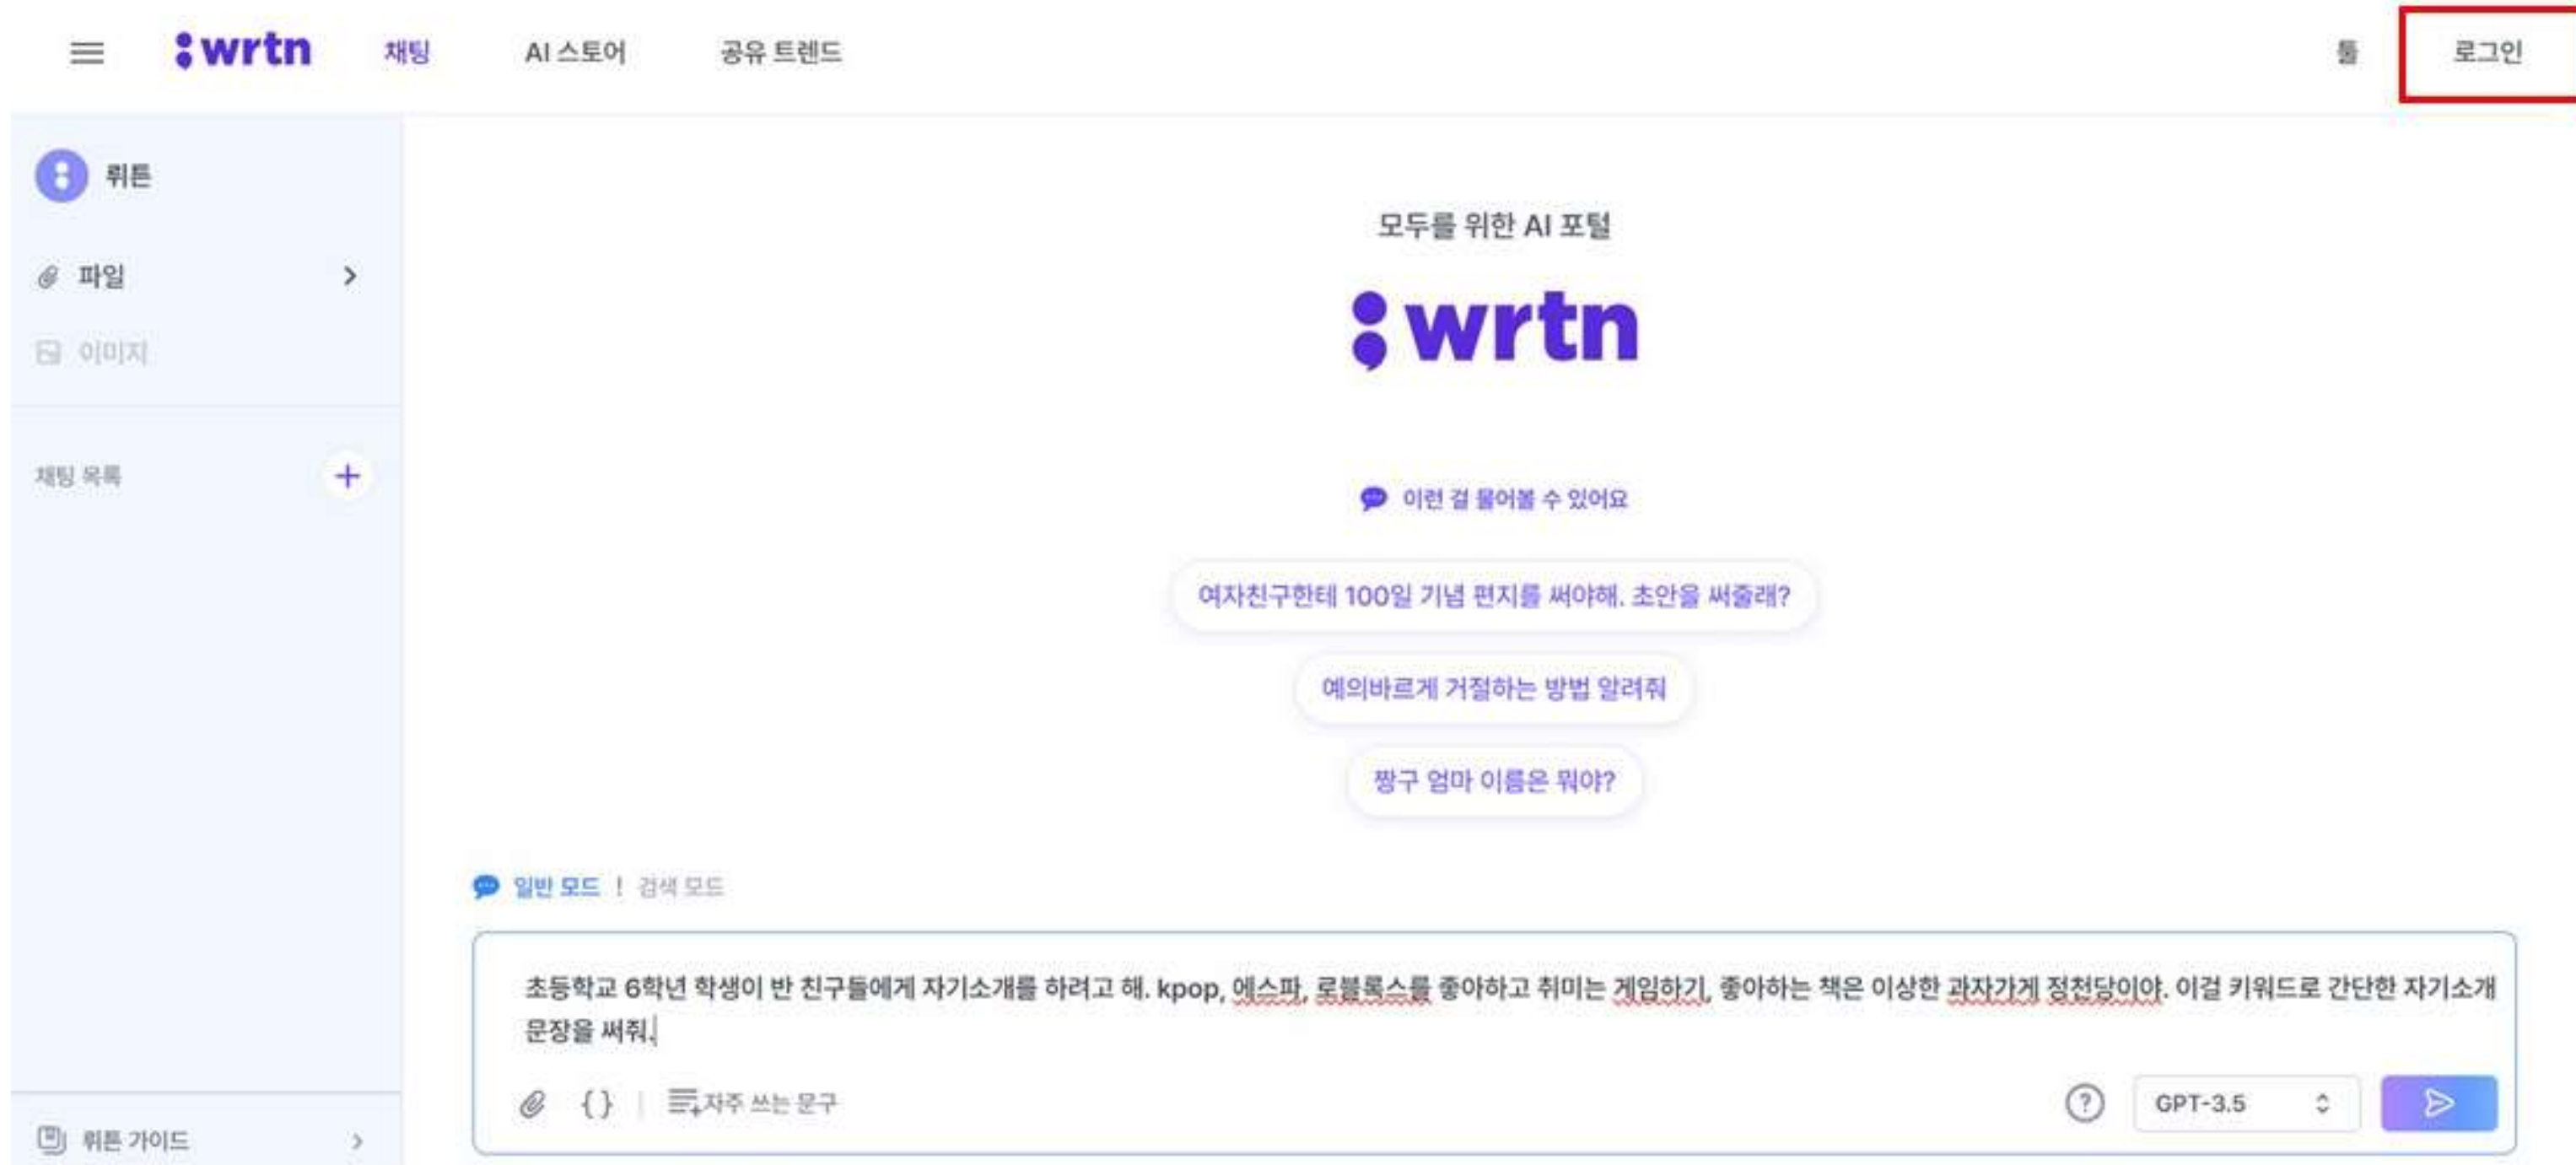 wrtn 채팅 AI 스토어 공유 트렌드 툴 로그인
뤼튼
파일
이미지
채팅 목록
모두를 위한 AI 포털
wrtn
이런 걸 물어볼 수 있어요
여자친구한테 100일 기념 편지를 써야해. 초안을 써줄래?
예의바르게 거절하는 방법 알려줘
짱구 엄마 이름은 뭐야?
일반 모드 검색 모드
초등학교 6학년 학생이 반 친구들에게 자기소개를 하려고 해. kpop, 에스파, 로블록스를 좋아하고 취미는 게임하기, 좋아하는 책은 이상한 과자가게 정천당이야. 이걸 키워드로 간단한 자기소개
문장을 써줘.
{ } 자주 쓰는 문구 ? GPT-3.5
뤼튼 가이드